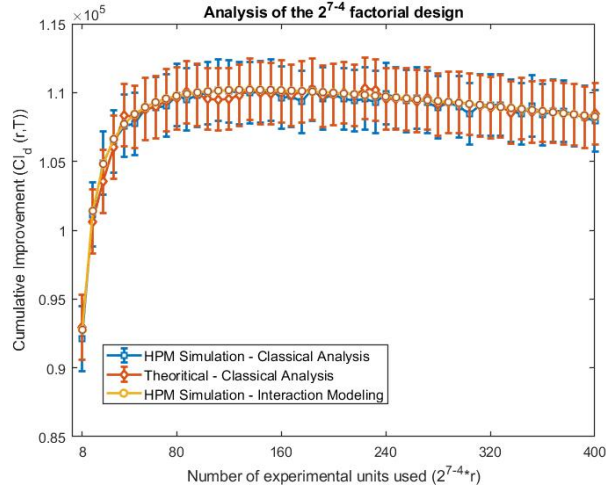 Analysis of the 2^7-4 factorial design
×10^5
Cumulative Improvement (CI_d (r,T))
1.15
1.1
1.05
1
0.95
0.9
0.85
HPM Simulation - Classical Analysis
Theoritical - Classical Analysis
HPM Simulation - Interaction Modeling
8 80 160 240 320 400
Number of experimental units used (2^7-4*r)